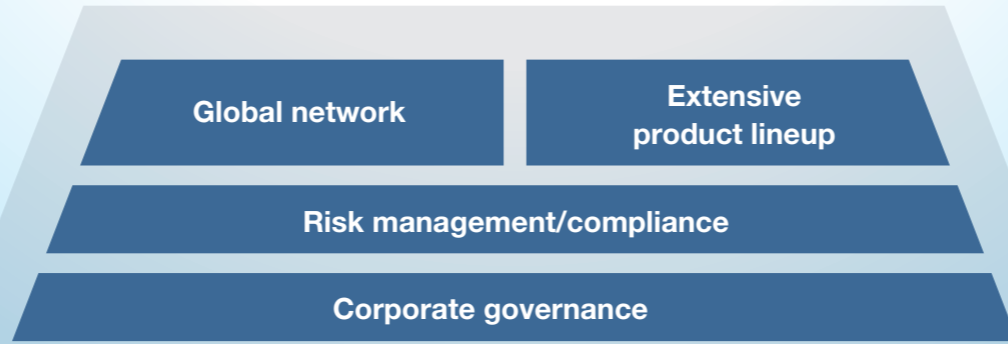 Global network
Extensive
product lineup
Risk management/compliance
Corporate governance